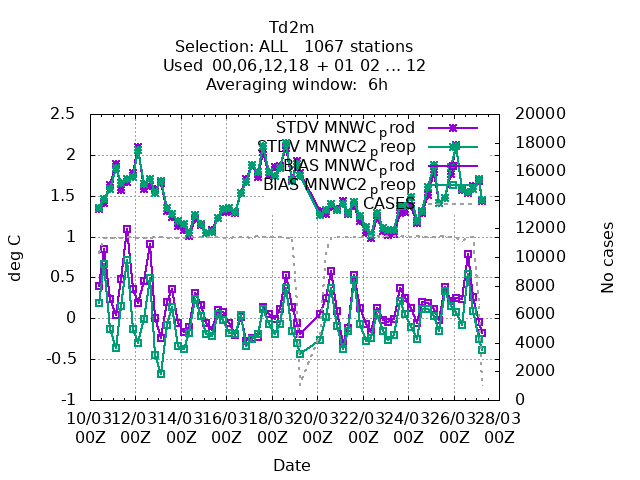 Td2m
Selection: ALL 1067 stations
Used 00,06,12,18 + 01 02 ... 12
Averaging window: 6h
2.5
2
1.5
1
0.5
0
-0.5
-1
deg C
20000
18000
16000
14000
12000
10000
8000
6000
4000
2000
0
No cases
STDV MNWC_prod
STDV MNWC2_preop
BIAS MNWC_prod
BIAS MNWC2_preop
CASES
10/03 12/03 14/03 16/03 18/03 20/03 22/03 24/03 26/03 28/03
00Z 00Z 00Z 00Z 00Z 00Z 00Z 00Z 00Z 00Z
Date